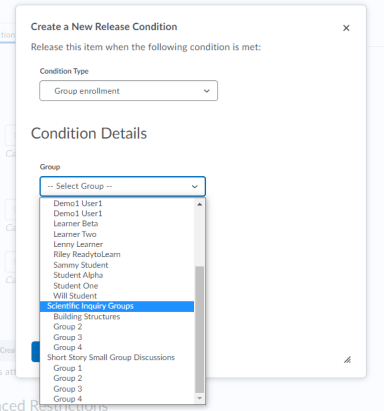 Create a New Release Condition
Release this item when the following condition is met:
Condition Type
Group enrollment
Condition Details
Group
-- Select Group --
Demo1 User1
Demo1 User1
Learner Beta
Learner Two
Lenny Learner
Riley ReadytoLearn
Sammy Student
Student Alpha
Student One
Will Student
Scientific Inquiry Groups
Building Structures
Group 2
Group 3
Group 4
Short Story Small Group Discussions
Group 1
Group 2
Group 3
Group 4